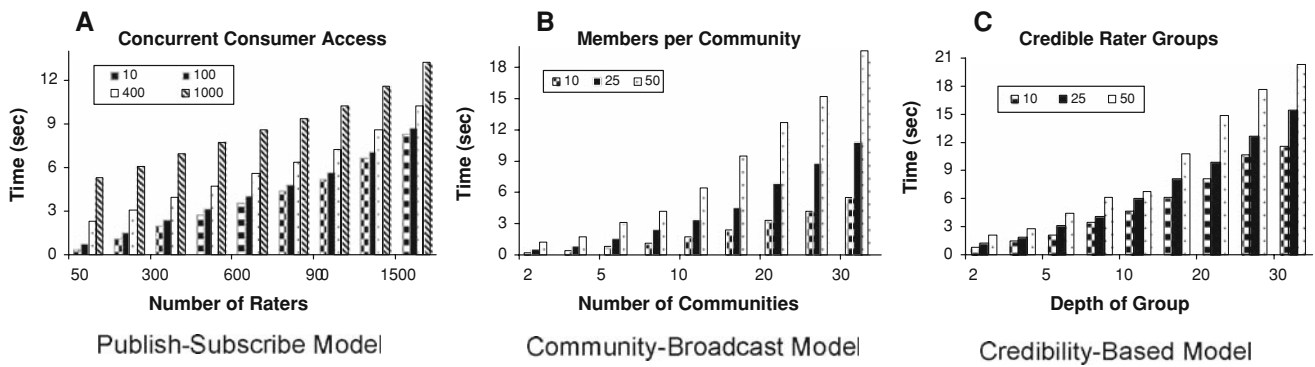 A
Concurrent Consumer Access
10 100
400 1000
12
9
6
3
0
Time (sec)
50 300 600 900 1500
Number of Raters
Publish-Subscribe Model
B
Members per Community
10 25 50
18
15
12
9
6
3
0
Time (sec)
2 5 10 20 30
Number of Communities
Community-Broadcast Model
C
Credible Rater Groups
10 25 50
21
18
15
12
9
6
3
0
Time (sec)
2 5 10 20 30
Depth of Group
Credibility-Based Model